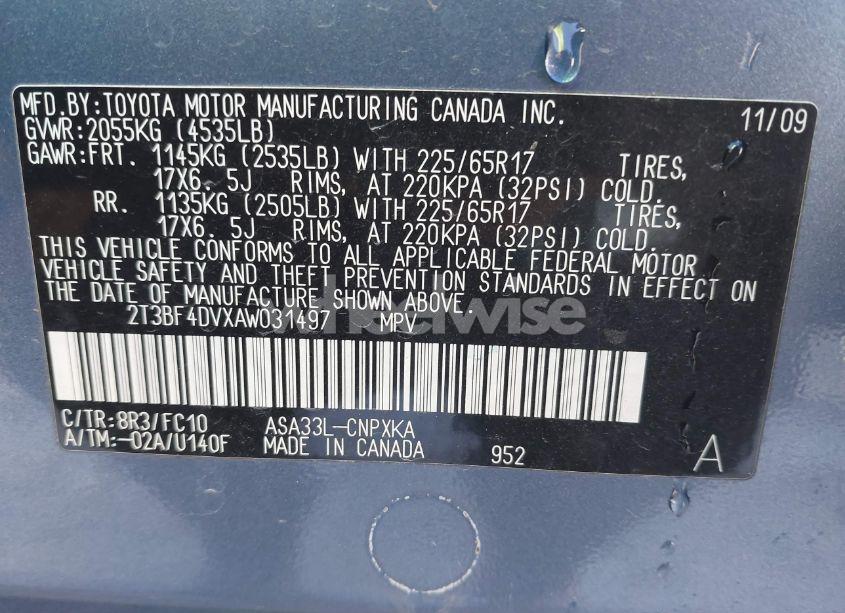 MFD.BY:TOYOTA MOTOR MANUFACTURING CANADA INC. 11/09
GVWR:2055KG (4535LB)
GAWR:FRT. 1145KG (2535LB) WITH 225/65R17 TIRES,
17X6. 5J RIMS, AT 220KPA (32PSI) COLD.
RR. 1135KG (2505LB) WITH 225/65R17 TIRES,
17X6. 5J RIMS, AT 220KPA (32PSI) COLD.
THIS VEHICLE CONFORMS TO ALL APPLICABLE FEDERAL MOTOR
VEHICLE SAFETY AND THEFT PREVENTION STANDARDS IN EFFECT ON
THE DATE OF MANUFACTURE SHOWN ABOVE.
2T3BF4DVXAW031497 MPV
wheelwise
C/TR:8R3/FC10 ASA33L-CNPXKA
A/TM:-02A/U140F MADE IN CANADA 952 A